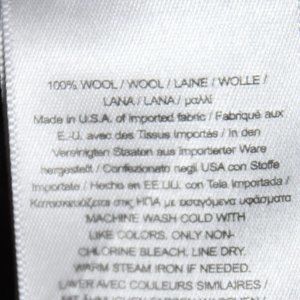 100% WOOL / WOOL / LAINE / WOLLE /
LANA / LANA / μαλλί
Made in U.S.A. of imported fabric / Fabriqué aux
E.-U. avec des Tissus importés / In den
Vereinigten Staaten aus importierter Ware
hergestellt / Confezionato negli USA con Stoffe
Importate / Hecho en EE.UU. con Tela Importada /
Κατασκευάζεται στις ΗΠΑ με εισαγόμενα υφάσματα
MACHINE WASH COLD WITH
LIKE COLORS. ONLY NON-
CHLORINE BLEACH. LINE DRY.
WARM STEAM IRON IF NEEDED.
LAVER AVEC COULEURS SIMILAIRES /